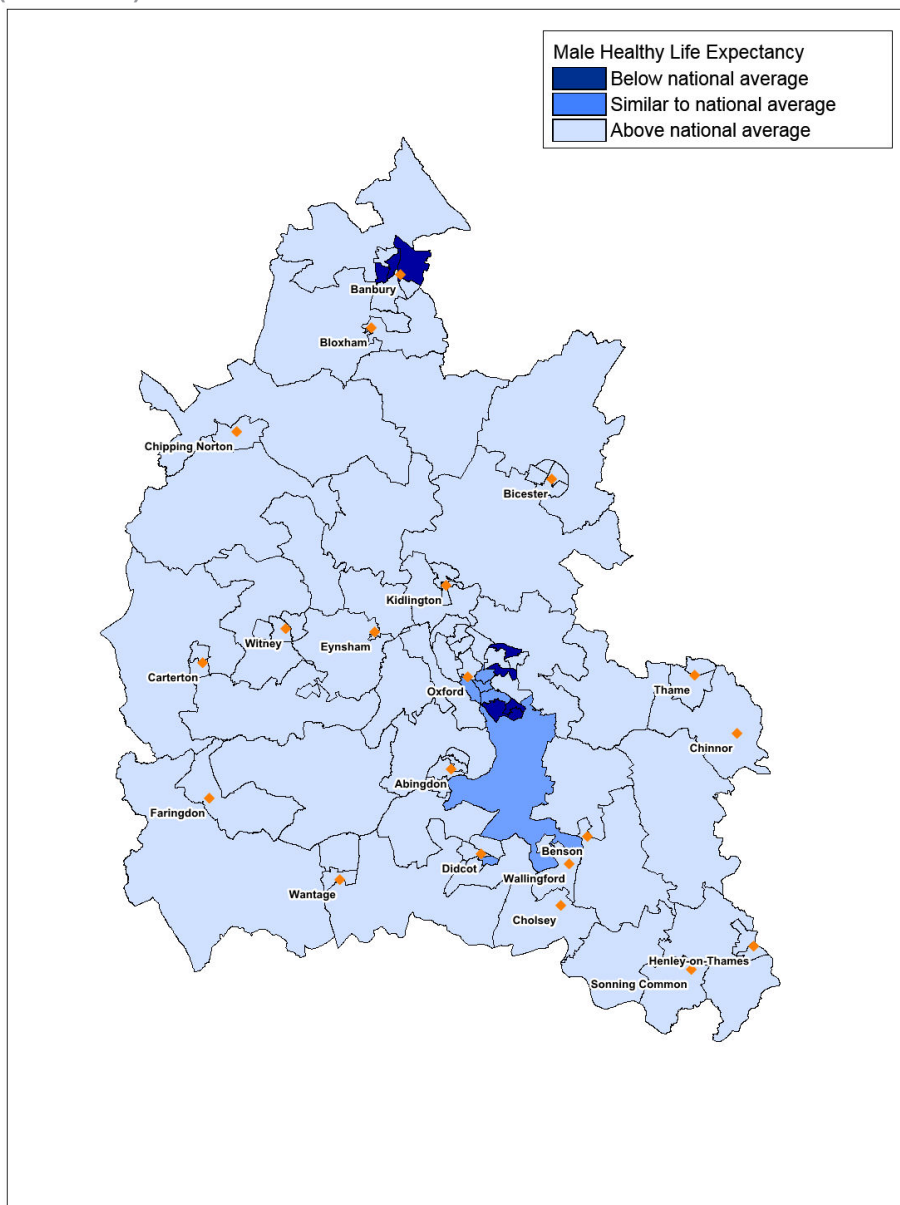 Male Healthy Life Expectancy
Below national average
Similar to national average
Above national average
Banbury
Bloxham
Chipping Norton
Bicester
Kidlington
Witney
Eynsham
Carterton
Oxford
Thame
Chinnor
Abingdon
Faringdon
Benson
Didcot
Wallingford
Wantage
Cholsey
Henley-on-Thames
Sonning Common